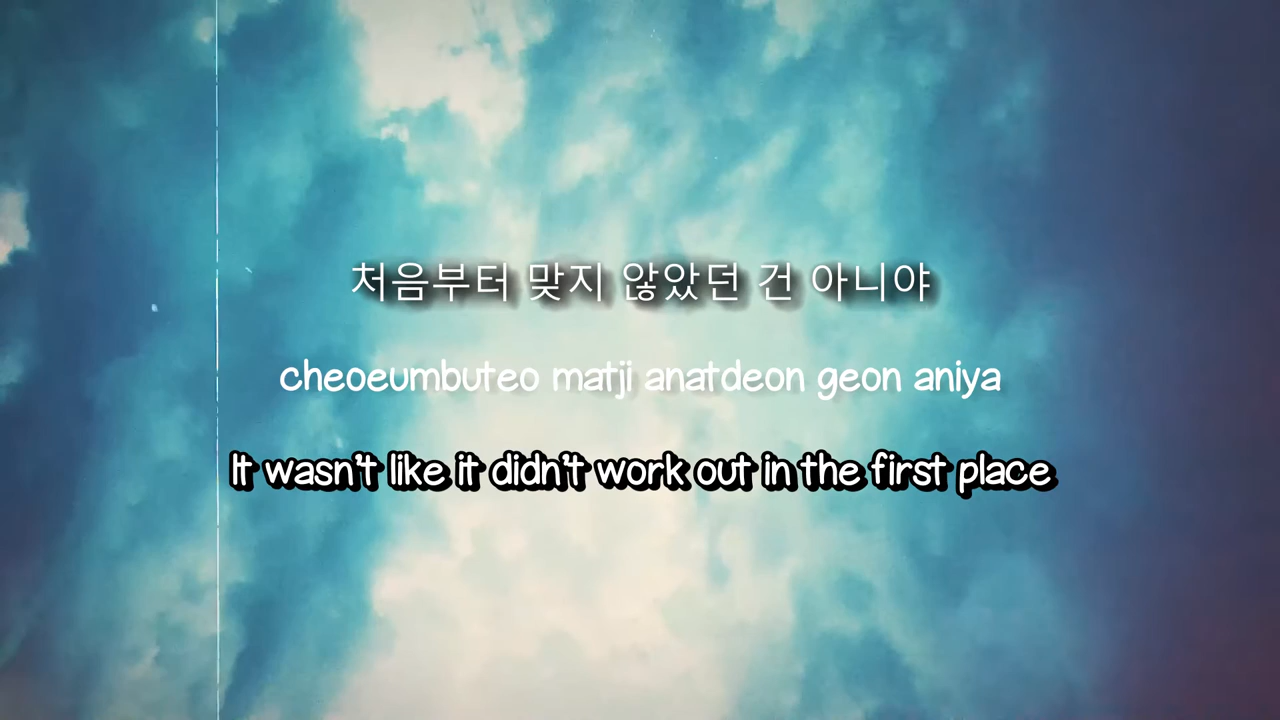 처음부터 맞지 않았던 건 아니야
cheoeumbuteo matji anatdeon geon aniya
It wasn't like it didn't work out in the first place